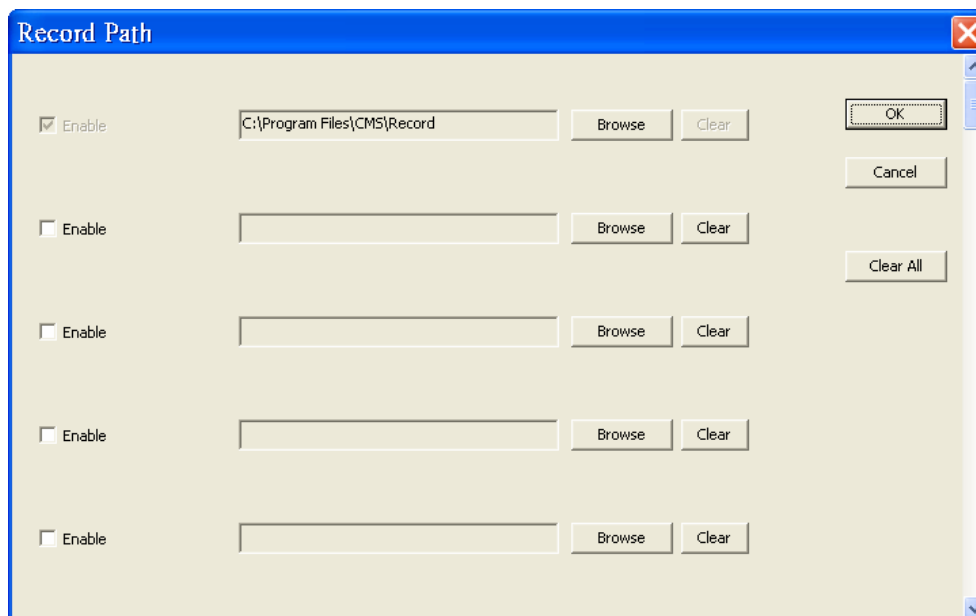 Record Path
Enable C:\Program Files\CMS\Record Browse Clear OK
Cancel
Enable Browse Clear
Clear All
Enable Browse Clear
Enable Browse Clear
Enable Browse Clear